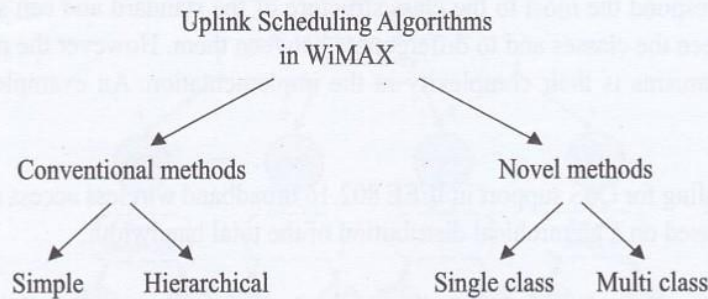 Uplink Scheduling Algorithms
in WiMAX
Conventional methods
Novel methods
Simple
Hierarchical
Single class
Multi class